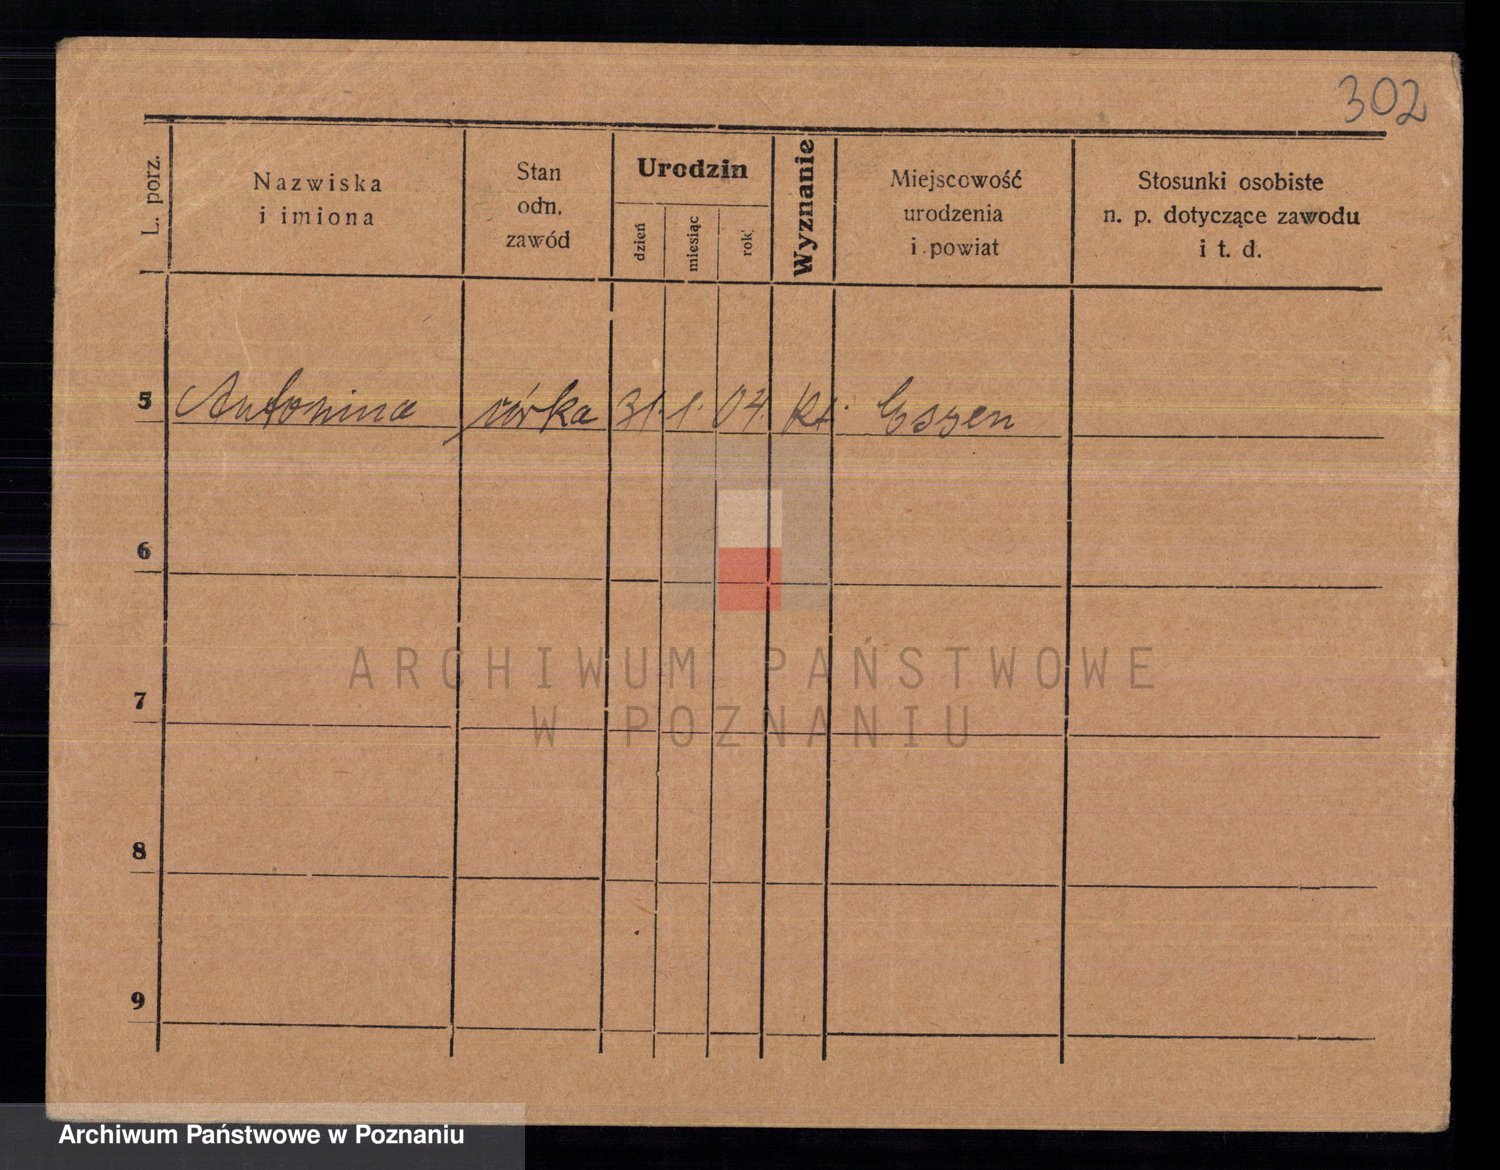 302
L. porz.
Nazwiska
i imiona
Stan
odn.
zawód
Urodzin
dzień
miesiąc
rok
Wyznanie
Miejscowość
urodzenia
i powiat
Stosunki osobiste
n. p. dotyczące zawodu
i t. d.
5 Antonina córka 31. 1. 04. kt. Essen
6
7
8
9
ARCHIWUM PAŃSTWOWE
W POZNANIU
Archiwum Państwowe w Poznaniu